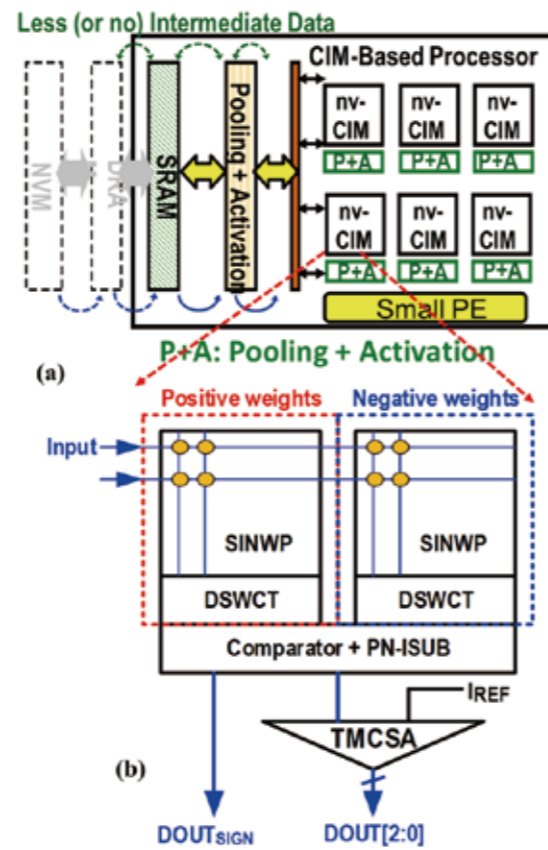 Less (or no) Intermediate Data
CIM-Based Processor
NVM
DRA
SRAM
Pooling + Activation
nv-CIM
nv-CIM
nv-CIM
P+A
P+A
P+A
nv-CIM
nv-CIM
nv-CIM
P+A
P+A
P+A
Small PE
P+A: Pooling + Activation
(a)
Positive weights
Negative weights
Input
SINWP
SINWP
DSWCT
DSWCT
Comparator + PN-ISUB
IREF
TMCSA
(b)
DOUTSIGN
DOUT[2:0]